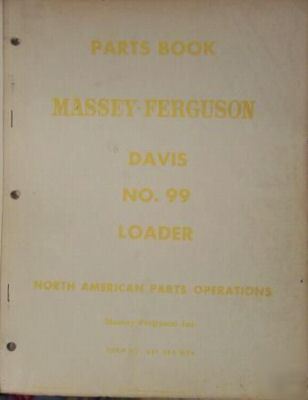 PARTS BOOK
MASSEY-FERGUSON
DAVIS
NO. 99
LOADER
NORTH AMERICAN PARTS OPERATIONS
Massey-Ferguson Inc.